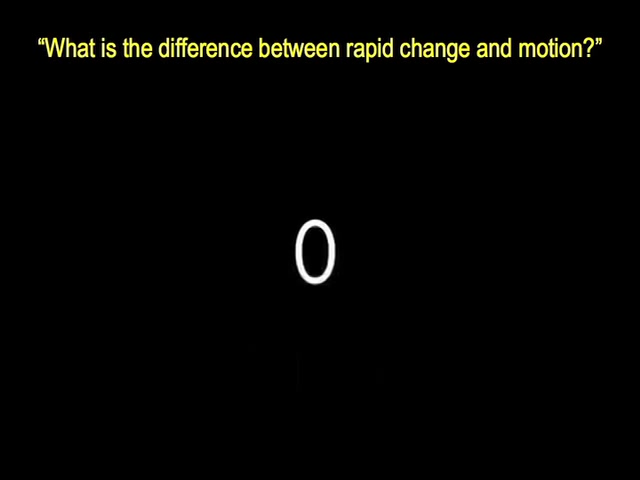 “What is the difference between rapid change and motion?”
0